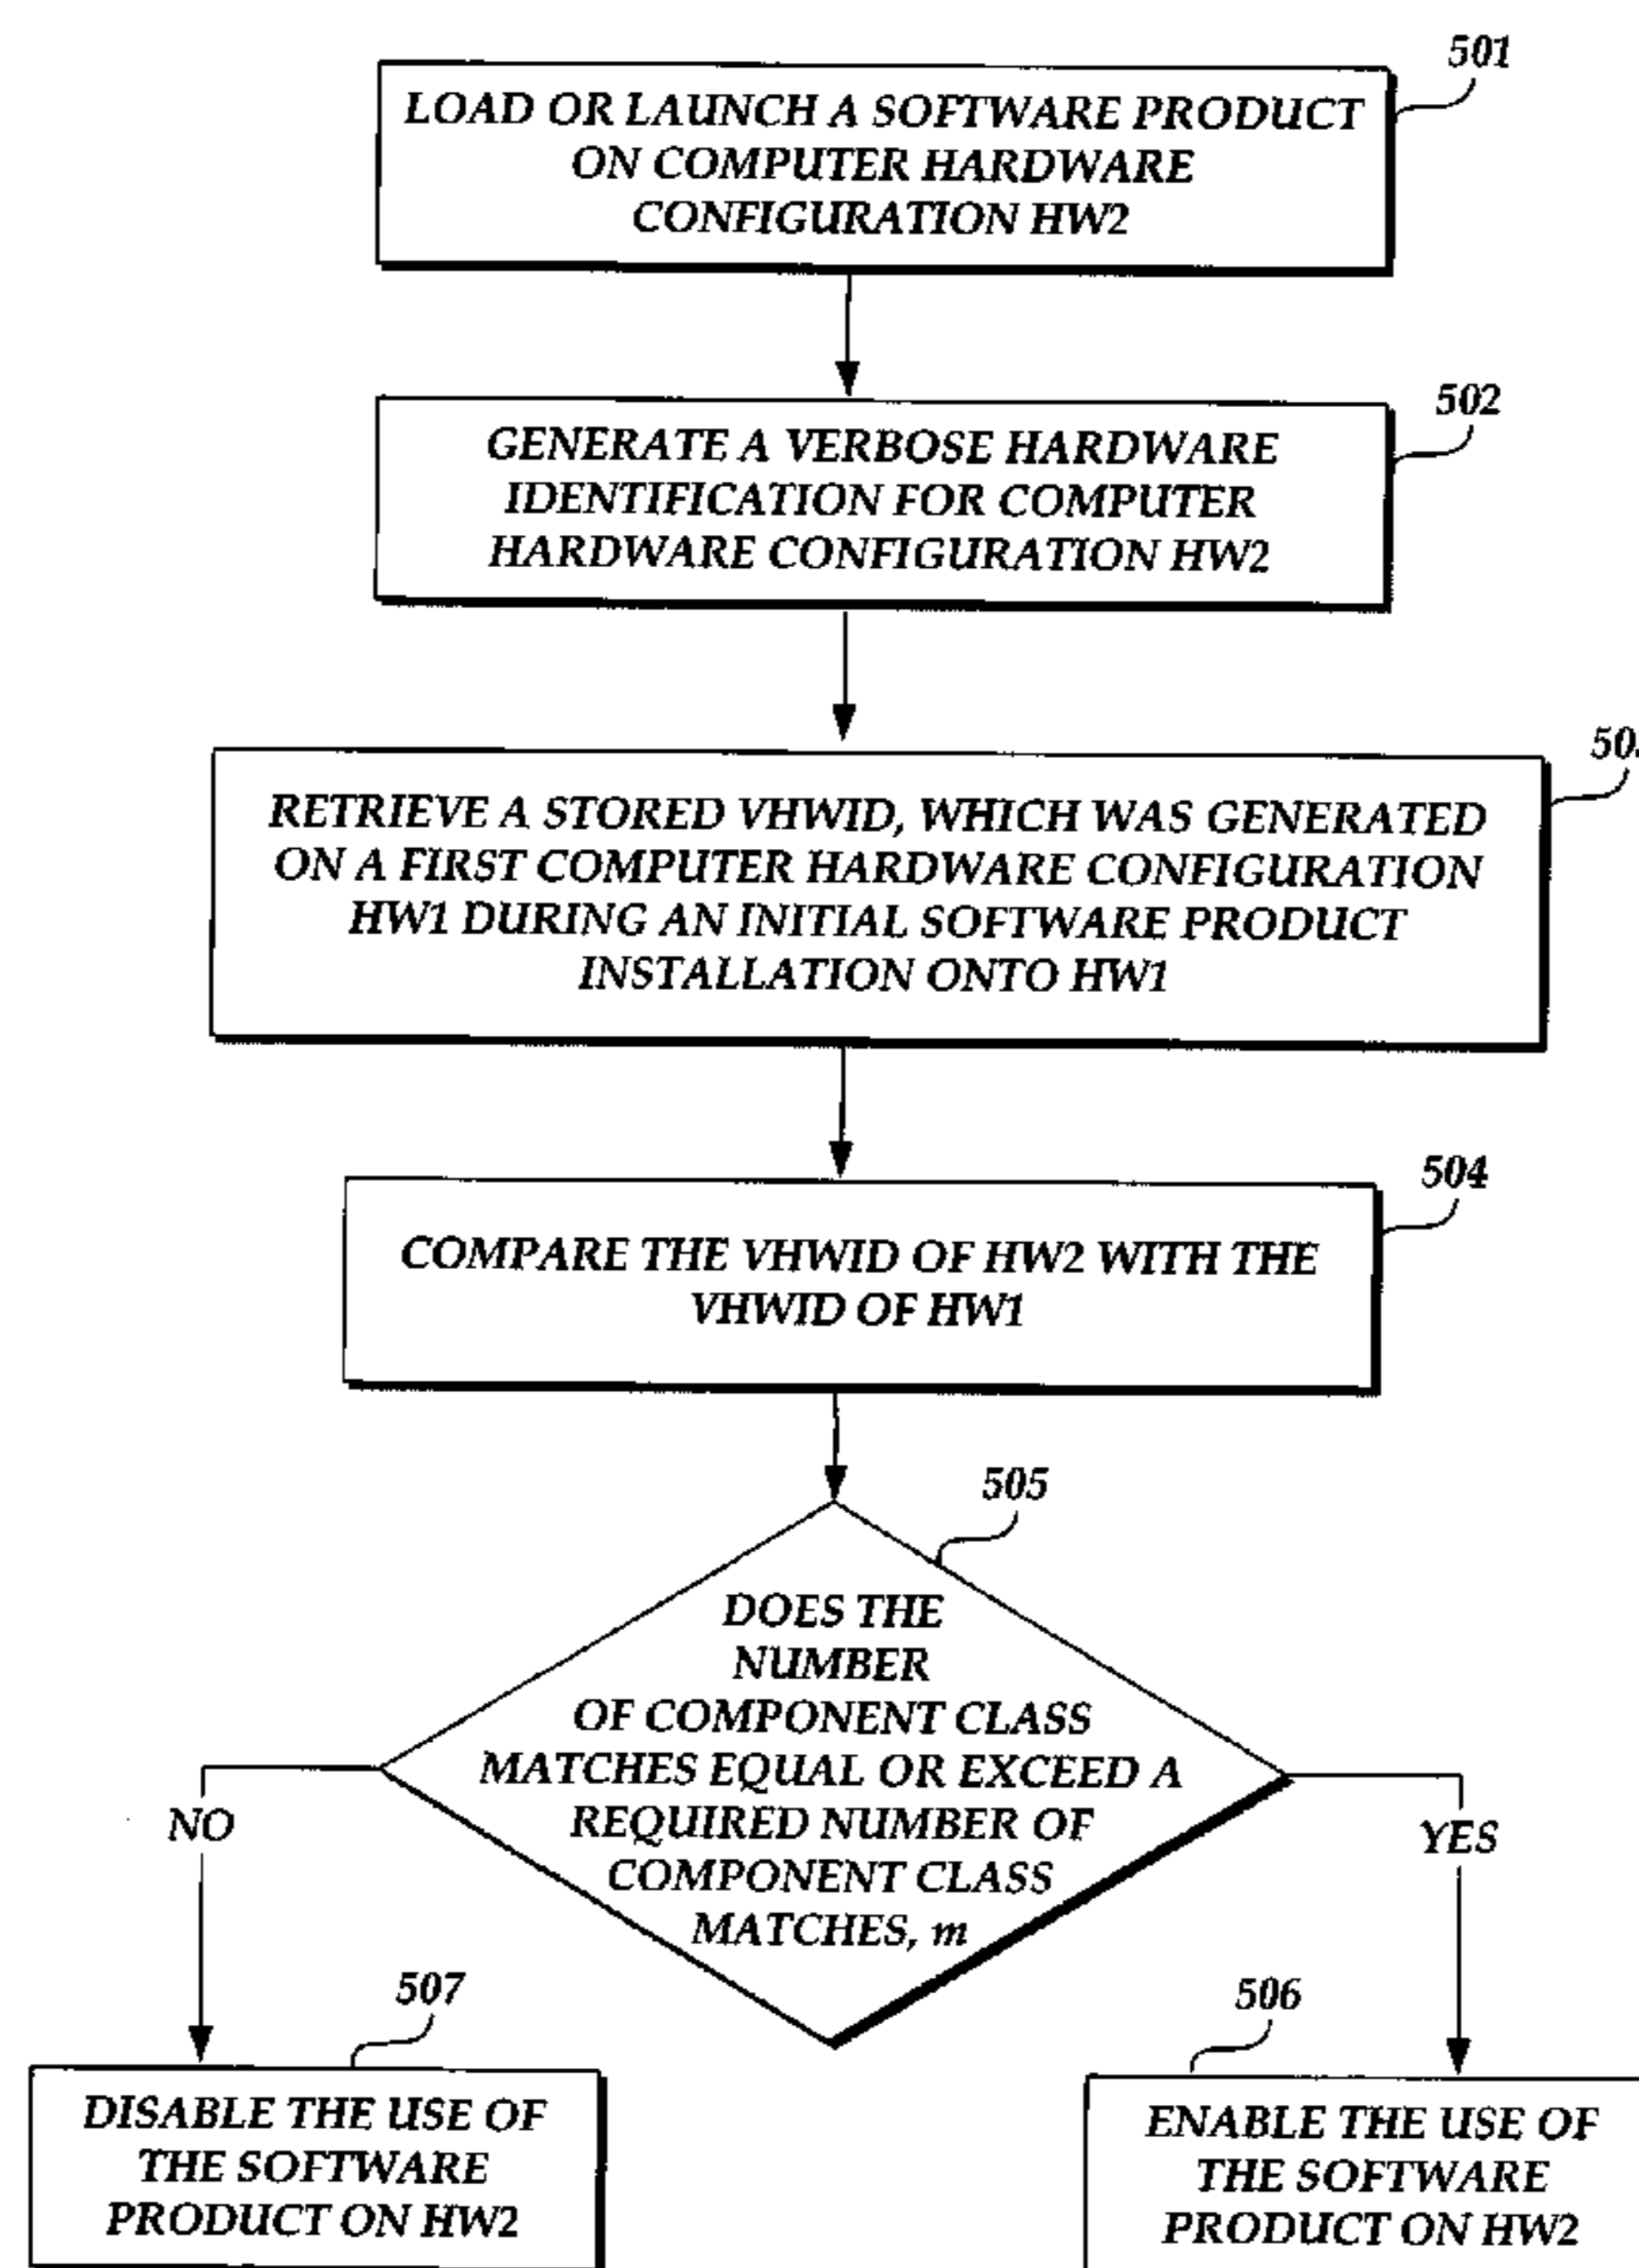 501
LOAD OR LAUNCH A SOFTWARE PRODUCT
ON COMPUTER HARDWARE
CONFIGURATION HW2
502
GENERATE A VERBOSE HARDWARE
IDENTIFICATION FOR COMPUTER
HARDWARE CONFIGURATION HW2
RETRIEVE A STORED VHWID, WHICH WAS GENERATED
ON A FIRST COMPUTER HARDWARE CONFIGURATION
HW1 DURING AN INITIAL SOFTWARE PRODUCT
INSTALLATION ONTO HW1
504
COMPARE THE VHWID OF HW2 WITH THE
VHWID OF HW1
505
DOES THE
NUMBER
OF COMPONENT CLASS
MATCHES EQUAL OR EXCEED A
REQUIRED NUMBER OF
COMPONENT CLASS
MATCHES, m
NO
YES
507
DISABLE THE USE OF
THE SOFTWARE
PRODUCT ON HW2
506
ENABLE THE USE OF
THE SOFTWARE
PRODUCT ON HW2